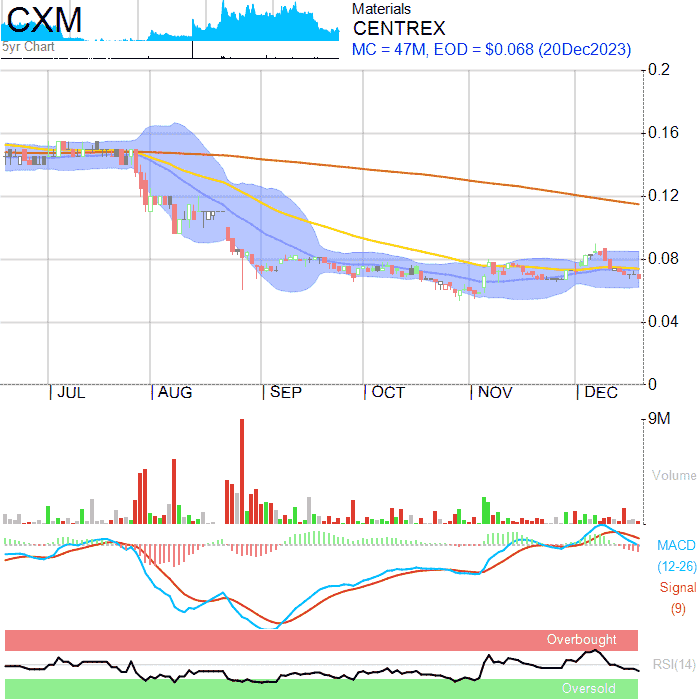 CXM
5yr Chart
Materials
CENTREX
MC = 47M, EOD = $0.068 (20Dec2023)
0.2
0.16
0.12
0.08
0.04
0
JUL AUG SEP OCT NOV DEC
9M
Volume
MACD
(12-26)
Signal
(9)
Overbought
RSI(14)
Oversold